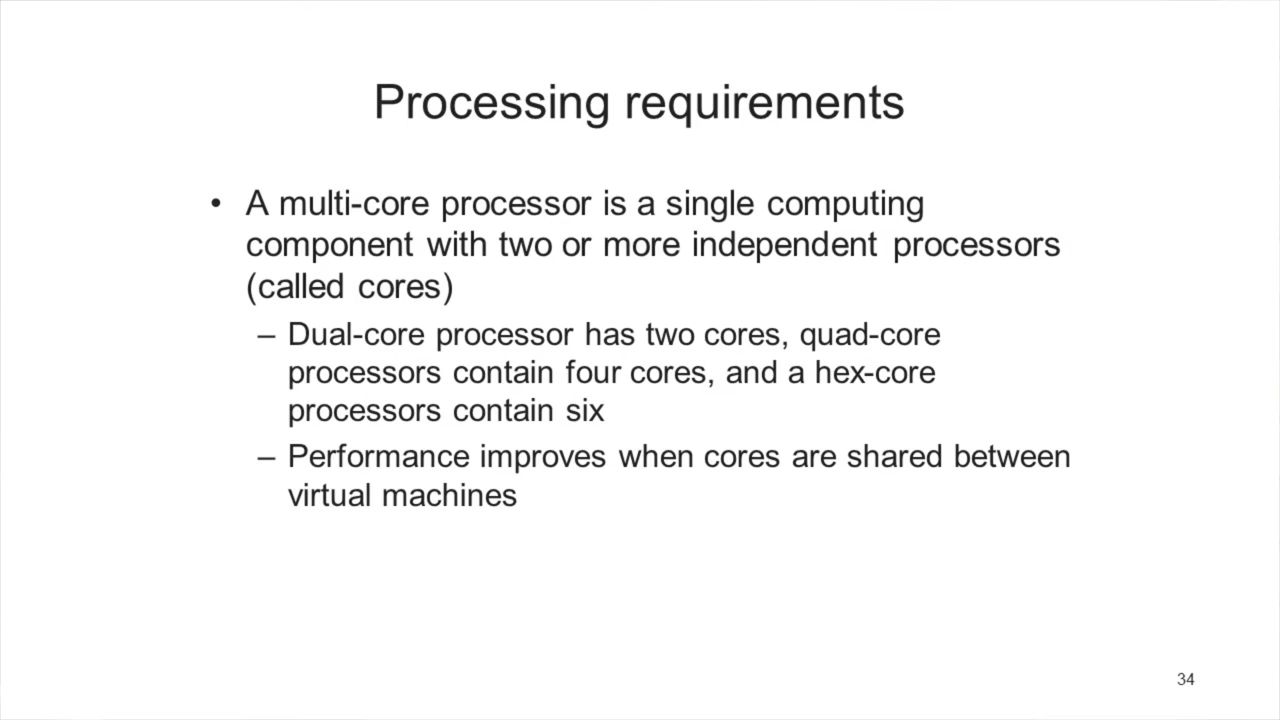 Processing requirements
• A multi-core processor is a single computing
component with two or more independent processors
(called cores)
– Dual-core processor has two cores, quad-core
processors contain four cores, and a hex-core
processors contain six
– Performance improves when cores are shared between
virtual machines
34